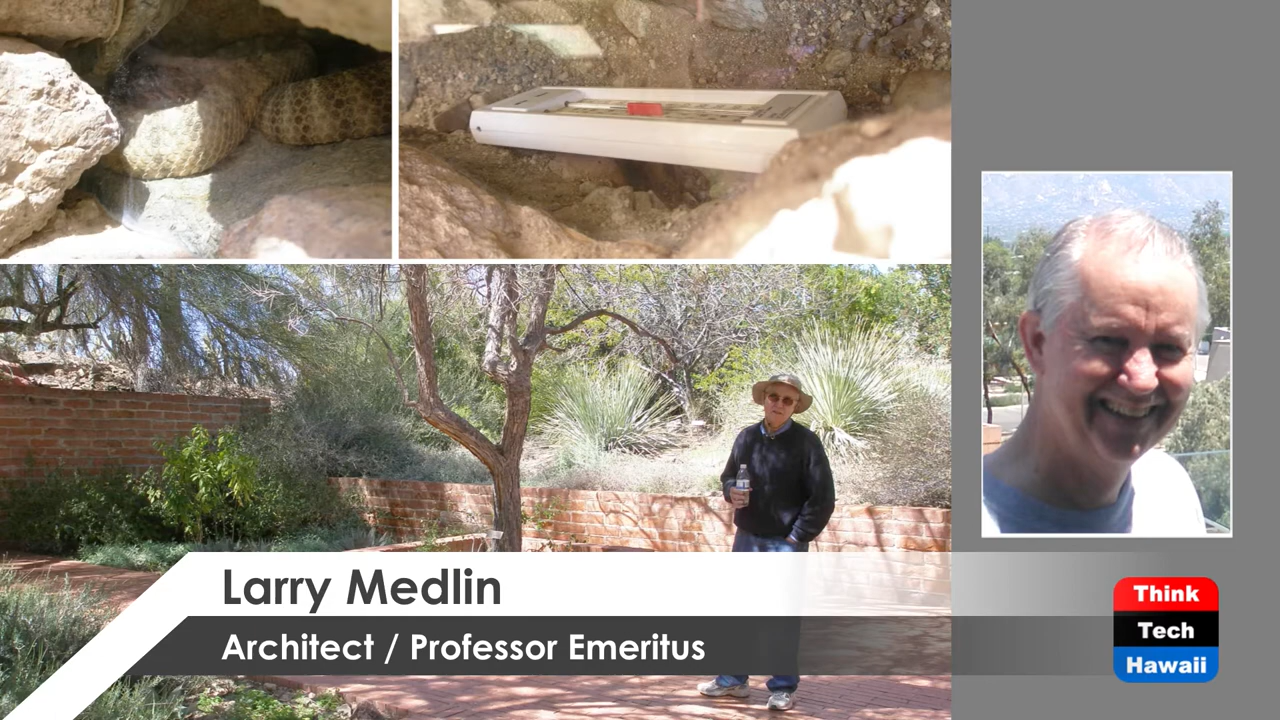 Larry Medlin
Architect / Professor Emeritus
Think
Tech
Hawaii